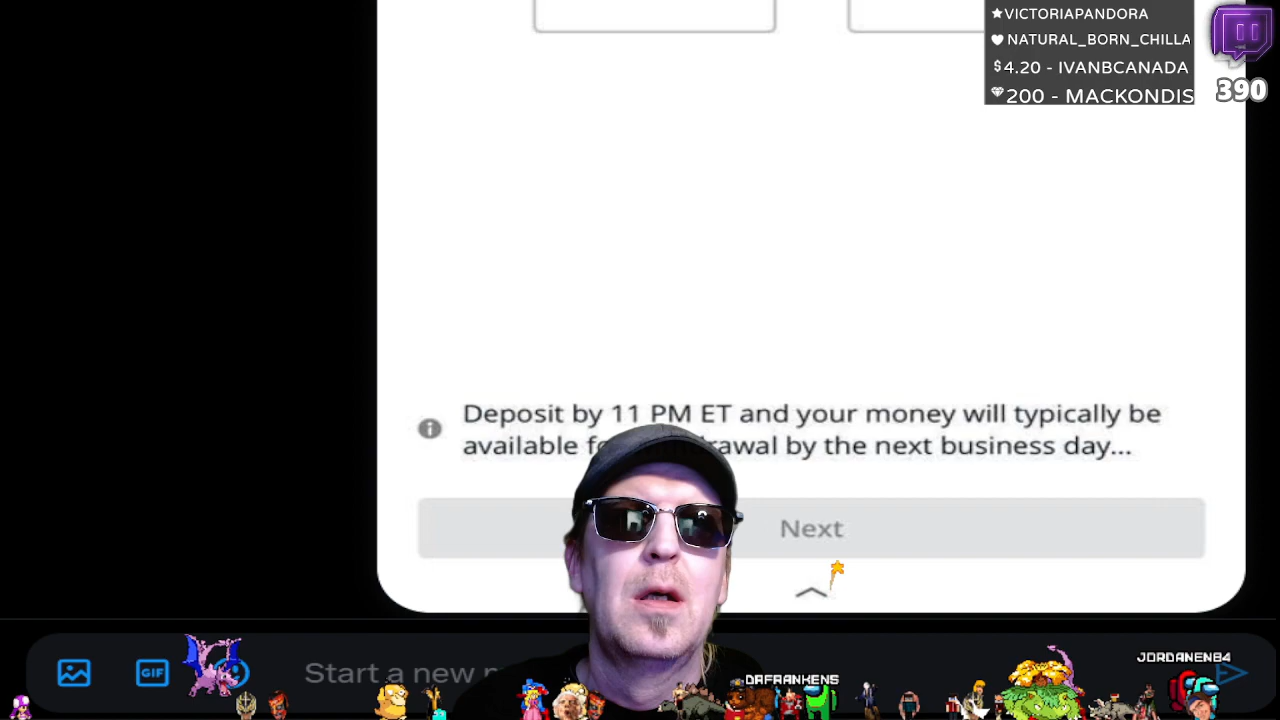 VICTORIAPANDORA
NATURAL_BORN_CHILLA
$4.20 - IVANBCANADA
200 - MACKONDIS
390
Deposit by 11 PM ET and your money will typically be
available withdrawal by the next business day...
Next
GIF
Start a new
JORDANEN84
DAFRANKENS